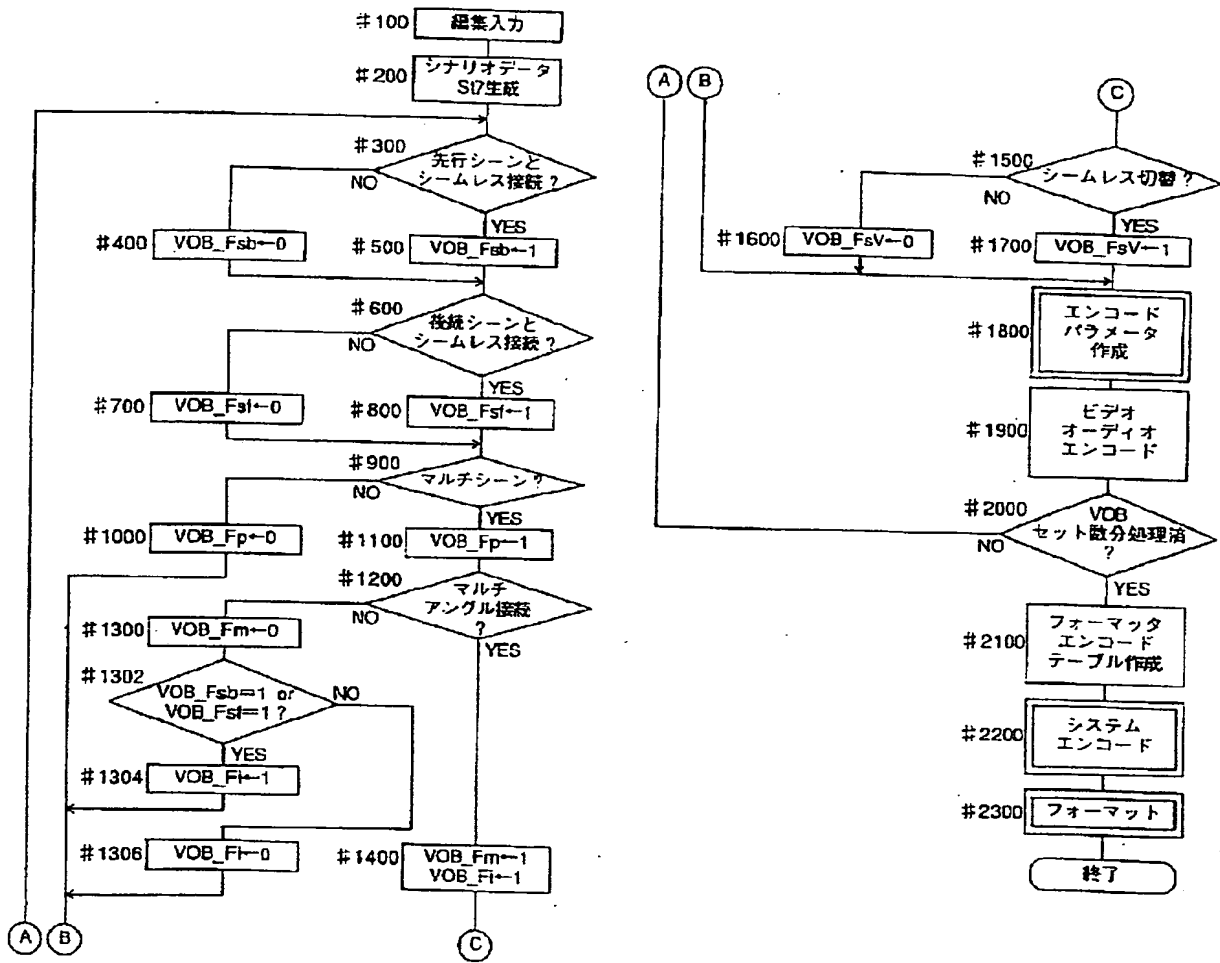 #100
編集入力
#200
シナリオデータ
St7生成
#300
先行シーンと
シームレス接続?
NO
YES
#400
VOB_Fsb←0
#500
VOB_Fsb←1
#600
後続シーンと
シームレス接続?
NO
YES
#700
VOB_Fsf←0
#800
VOB_Fsf←1
#900
マルチシーン?
NO
YES
#1000
VOB_Fp←0
#1100
VOB_Fp←1
#1200
マルチ
アングル接続
?
NO
YES
#1300
VOB_Fm←0
#1302
VOB_Fsb=1 or
VOB_Fsf=1 ?
NO
YES
#1304
VOB_Fi←1
#1306
VOB_Fi←0
#1400
VOB_Fm←1
VOB_Fi←1
A
B
C
A
B
C
#1500
シームレス切替?
NO
YES
#1600
VOB_FsV←0
#1700
VOB_FsV←1
#1800
エンコード
パラメータ
作成
#1900
ビデオ
オーディオ
エンコード
#2000
VOB
セット数分処理済
?
NO
YES
#2100
フォーマッタ
エンコード
テーブル作成
#2200
システム
エンコード
#2300
フォーマット
終了